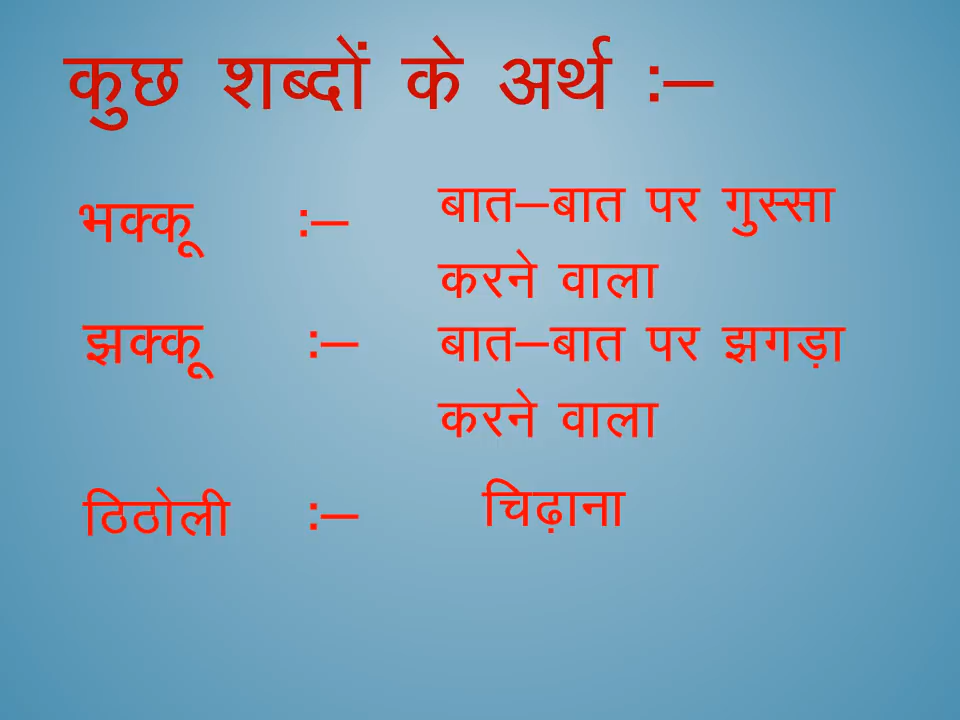 कुछ शब्दों के अर्थ :–
भक्कू :– बात–बात पर गुस्सा
करने वाला
झक्कू :– बात–बात पर झगड़ा
करने वाला
ठिठोली :– चिढ़ाना